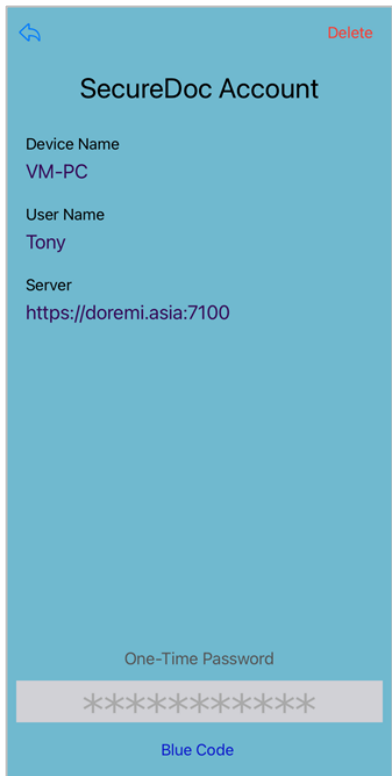 Delete
SecureDoc Account
Device Name
VM-PC
User Name
Tony
Server
https://doremi.asia:7100
One-Time Password
***********
Blue Code